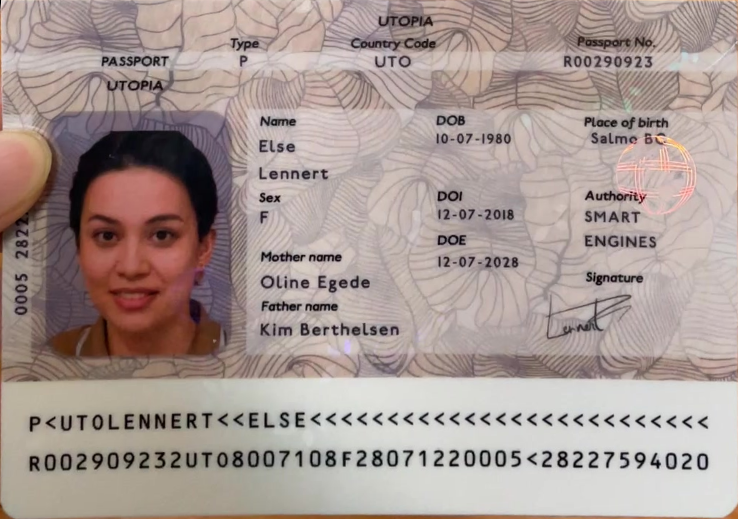 UTOPIA
PASSPORT
UTOPIA
Type
P
Country Code
UTO
Passport No.
R00290923
Name
Else
Lennert
Sex
F
Mother name
Oline Egede
Father name
Kim Berthelsen
DOB
10-07-1980
DOI
12-07-2018
DOE
12-07-2028
Place of birth
Salmo BC
Authority
SMART
ENGINES
Signature
Lennert
0005 2822
P<UTOLENNERT<<ELSE<<<<<<<<<<<<<<<<<<<<<<<<<<
R002909232UTO8007108F28071220005<28227594020